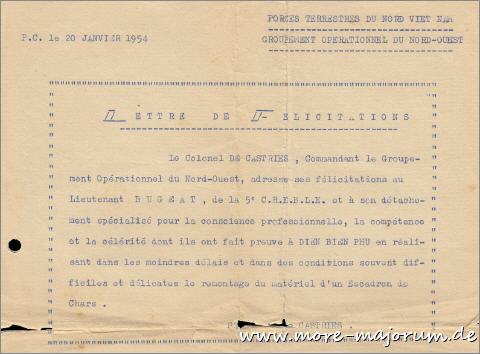 FORCES TERRESTRES DU NORD VIET NAM
P.C. le 20 JANVIER 1954
GROUPEMENT OPERATIONNEL DU NORD-OUEST
LETTRE DE FELICITATIONS
Le Colonel DE CASTRIES , Commandant le Groupe-
ment Opérationnel du Nord-Ouest, adresse ses félicitations au
Lieutenant B U G E A T , de la 5° C.R.E.B.L.E. et à son détache-
ment spécialisé pour la conscience professionnelle, la compétence
et la célérité dont ils ont fait preuve à DIEN BIEN PHU en réali-
sant dans les moindres délais et dans des conditions souvent dif-
ficiles et délicates le remontage du matériel d'un Escadron de
Chars .
CASTRIES .
www.more-majorum.de